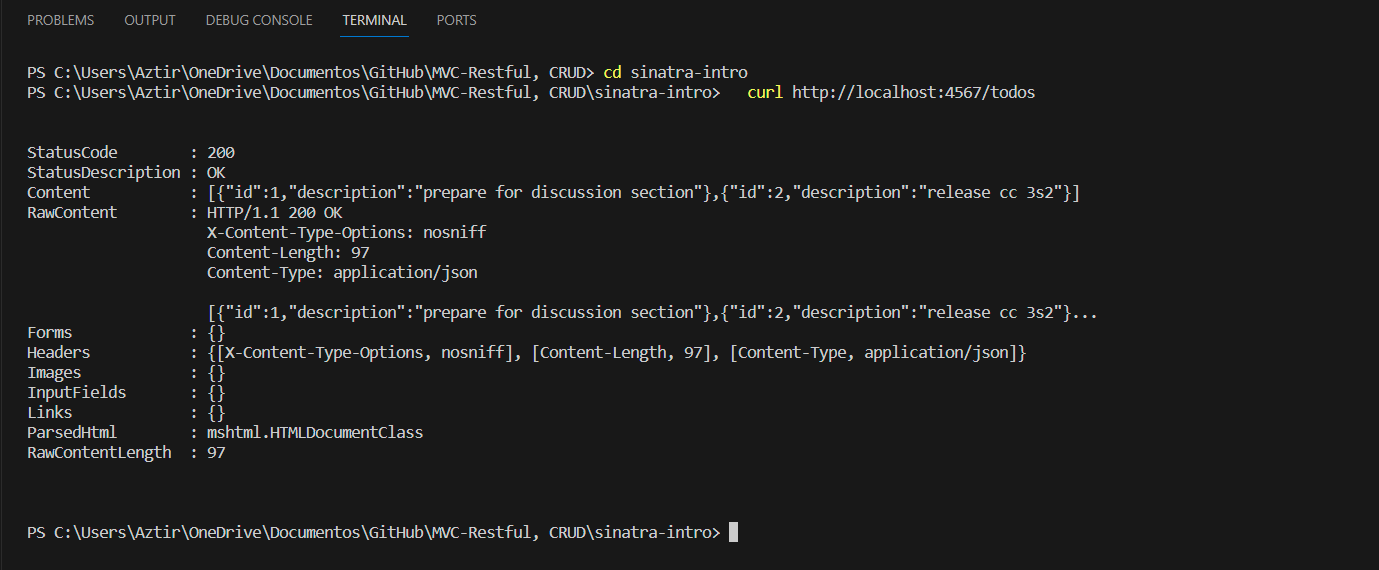 PROBLEMS OUTPUT DEBUG CONSOLE TERMINAL PORTS
PS C:\Users\Aztir\OneDrive\Documentos\GitHub\MVC-Restful, CRUD> cd sinatra-intro
PS C:\Users\Aztir\OneDrive\Documentos\GitHub\MVC-Restful, CRUD\sinatra-intro>   curl http://localhost:4567/todos
StatusCode        : 200
StatusDescription : OK
Content           : [{"id":1,"description":"prepare for discussion section"},{"id":2,"description":"release cc 3s2"}]
RawContent        : HTTP/1.1 200 OK
                    X-Content-Type-Options: nosniff
                    Content-Length: 97
                    Content-Type: application/json
                    [{"id":1,"description":"prepare for discussion section"},{"id":2,"description":"release cc 3s2"}...
Forms             : {}
Headers           : {[X-Content-Type-Options, nosniff], [Content-Length, 97], [Content-Type, application/json]}
Images            : {}
InputFields       : {}
Links             : {}
ParsedHtml        : mshtml.HTMLDocumentClass
RawContentLength  : 97
PS C:\Users\Aztir\OneDrive\Documentos\GitHub\MVC-Restful, CRUD\sinatra-intro>